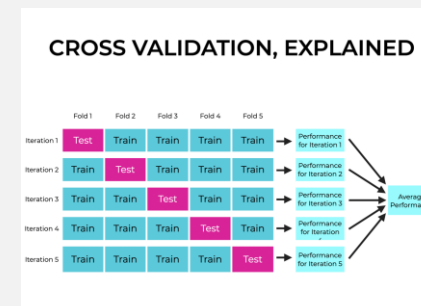 CROSS VALIDATION, EXPLAINED
Fold 1 Fold 2 Fold 3 Fold 4 Fold 5
Iteration 1 Test Train Train Train Train Performance
for Iteration 1
Iteration 2 Train Test Train Train Train Performance
for Iteration 2
Iteration 3 Train Train Test Train Train Performance
for Iteration 3
Iteration 4 Train Train Train Test Train Performance
for Iteration
Iteration 5 Train Train Train Train Test Performance
for Iteration 5
Averag
Performa